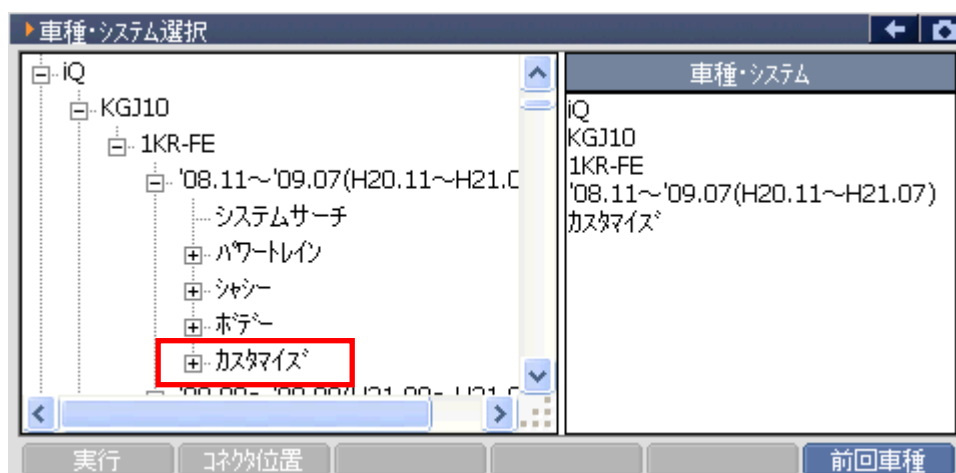 車種･ｼｽﾃﾑ選択
iQ
KGJ10
1KR-FE
'08.11～'09.07(H20.11～H21.0
システムサーチ
ﾊﾟﾜｰﾄﾚｲﾝ
ｼｬｼｰ
ﾎﾞﾃﾞｰ
ｶｽﾀﾏｲｽﾞ
車種･ｼｽﾃﾑ
iQ
KGJ10
1KR-FE
'08.11～'09.07(H20.11～H21.07)
ｶｽﾀﾏｲｽﾞ
実行
ｺﾈｸﾀ位置
前回車種